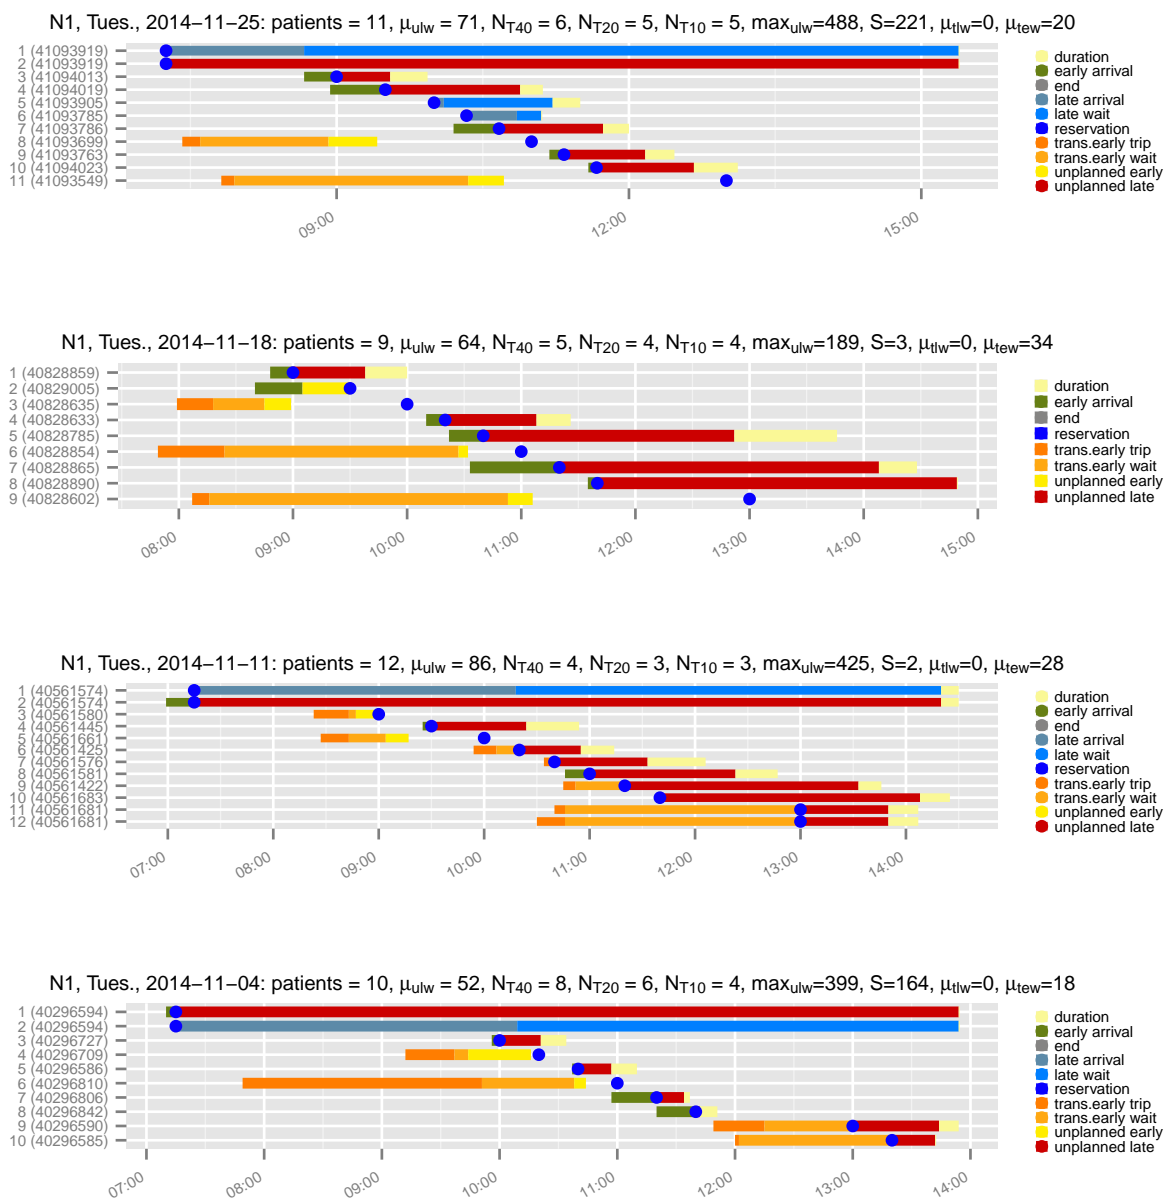 N1, Tues., 2014−11−25: patients = 11, μulw = 71, NT40 = 6, NT20 = 5, NT10 = 5, maxulw=488, S=221, μtlw=0, μtew=20
1 (41093919)
2 (41093919)
3 (41094013)
4 (41094019)
5 (41093905)
6 (41093785)
7 (41093786)
8 (41093699)
9 (41093763)
10 (41094023)
11 (41093549)
09:00
12:00
15:00
duration
early arrival
end
late arrival
late wait
reservation
trans.early trip
trans.early wait
unplanned early
unplanned late
N1, Tues., 2014−11−18: patients = 9, μulw = 64, NT40 = 5, NT20 = 4, NT10 = 4, maxulw=189, S=3, μtlw=0, μtew=34
1 (40828859)
2 (40829005)
3 (40828635)
4 (40828633)
5 (40828785)
6 (40828854)
7 (40828865)
8 (40828890)
9 (40828602)
08:00
09:00
10:00
11:00
12:00
13:00
14:00
15:00
duration
early arrival
end
reservation
trans.early trip
trans.early wait
unplanned early
unplanned late
N1, Tues., 2014−11−11: patients = 12, μulw = 86, NT40 = 4, NT20 = 3, NT10 = 3, maxulw=425, S=2, μtlw=0, μtew=28
1 (40561574)
2 (40561574)
3 (40561580)
4 (40561445)
5 (40561661)
6 (40561425)
7 (40561576)
8 (40561581)
9 (40561422)
10 (40561683)
11 (40561681)
12 (40561681)
07:00
08:00
09:00
10:00
11:00
12:00
13:00
14:00
duration
early arrival
end
late arrival
late wait
reservation
trans.early trip
trans.early wait
unplanned early
unplanned late
N1, Tues., 2014−11−04: patients = 10, μulw = 52, NT40 = 8, NT20 = 6, NT10 = 4, maxulw=399, S=164, μtlw=0, μtew=18
1 (40296594)
2 (40296594)
3 (40296727)
4 (40296709)
5 (40296586)
6 (40296810)
7 (40296806)
8 (40296842)
9 (40296590)
10 (40296585)
07:00
08:00
09:00
10:00
11:00
12:00
13:00
14:00
duration
early arrival
end
late arrival
late wait
reservation
trans.early trip
trans.early wait
unplanned early
unplanned late